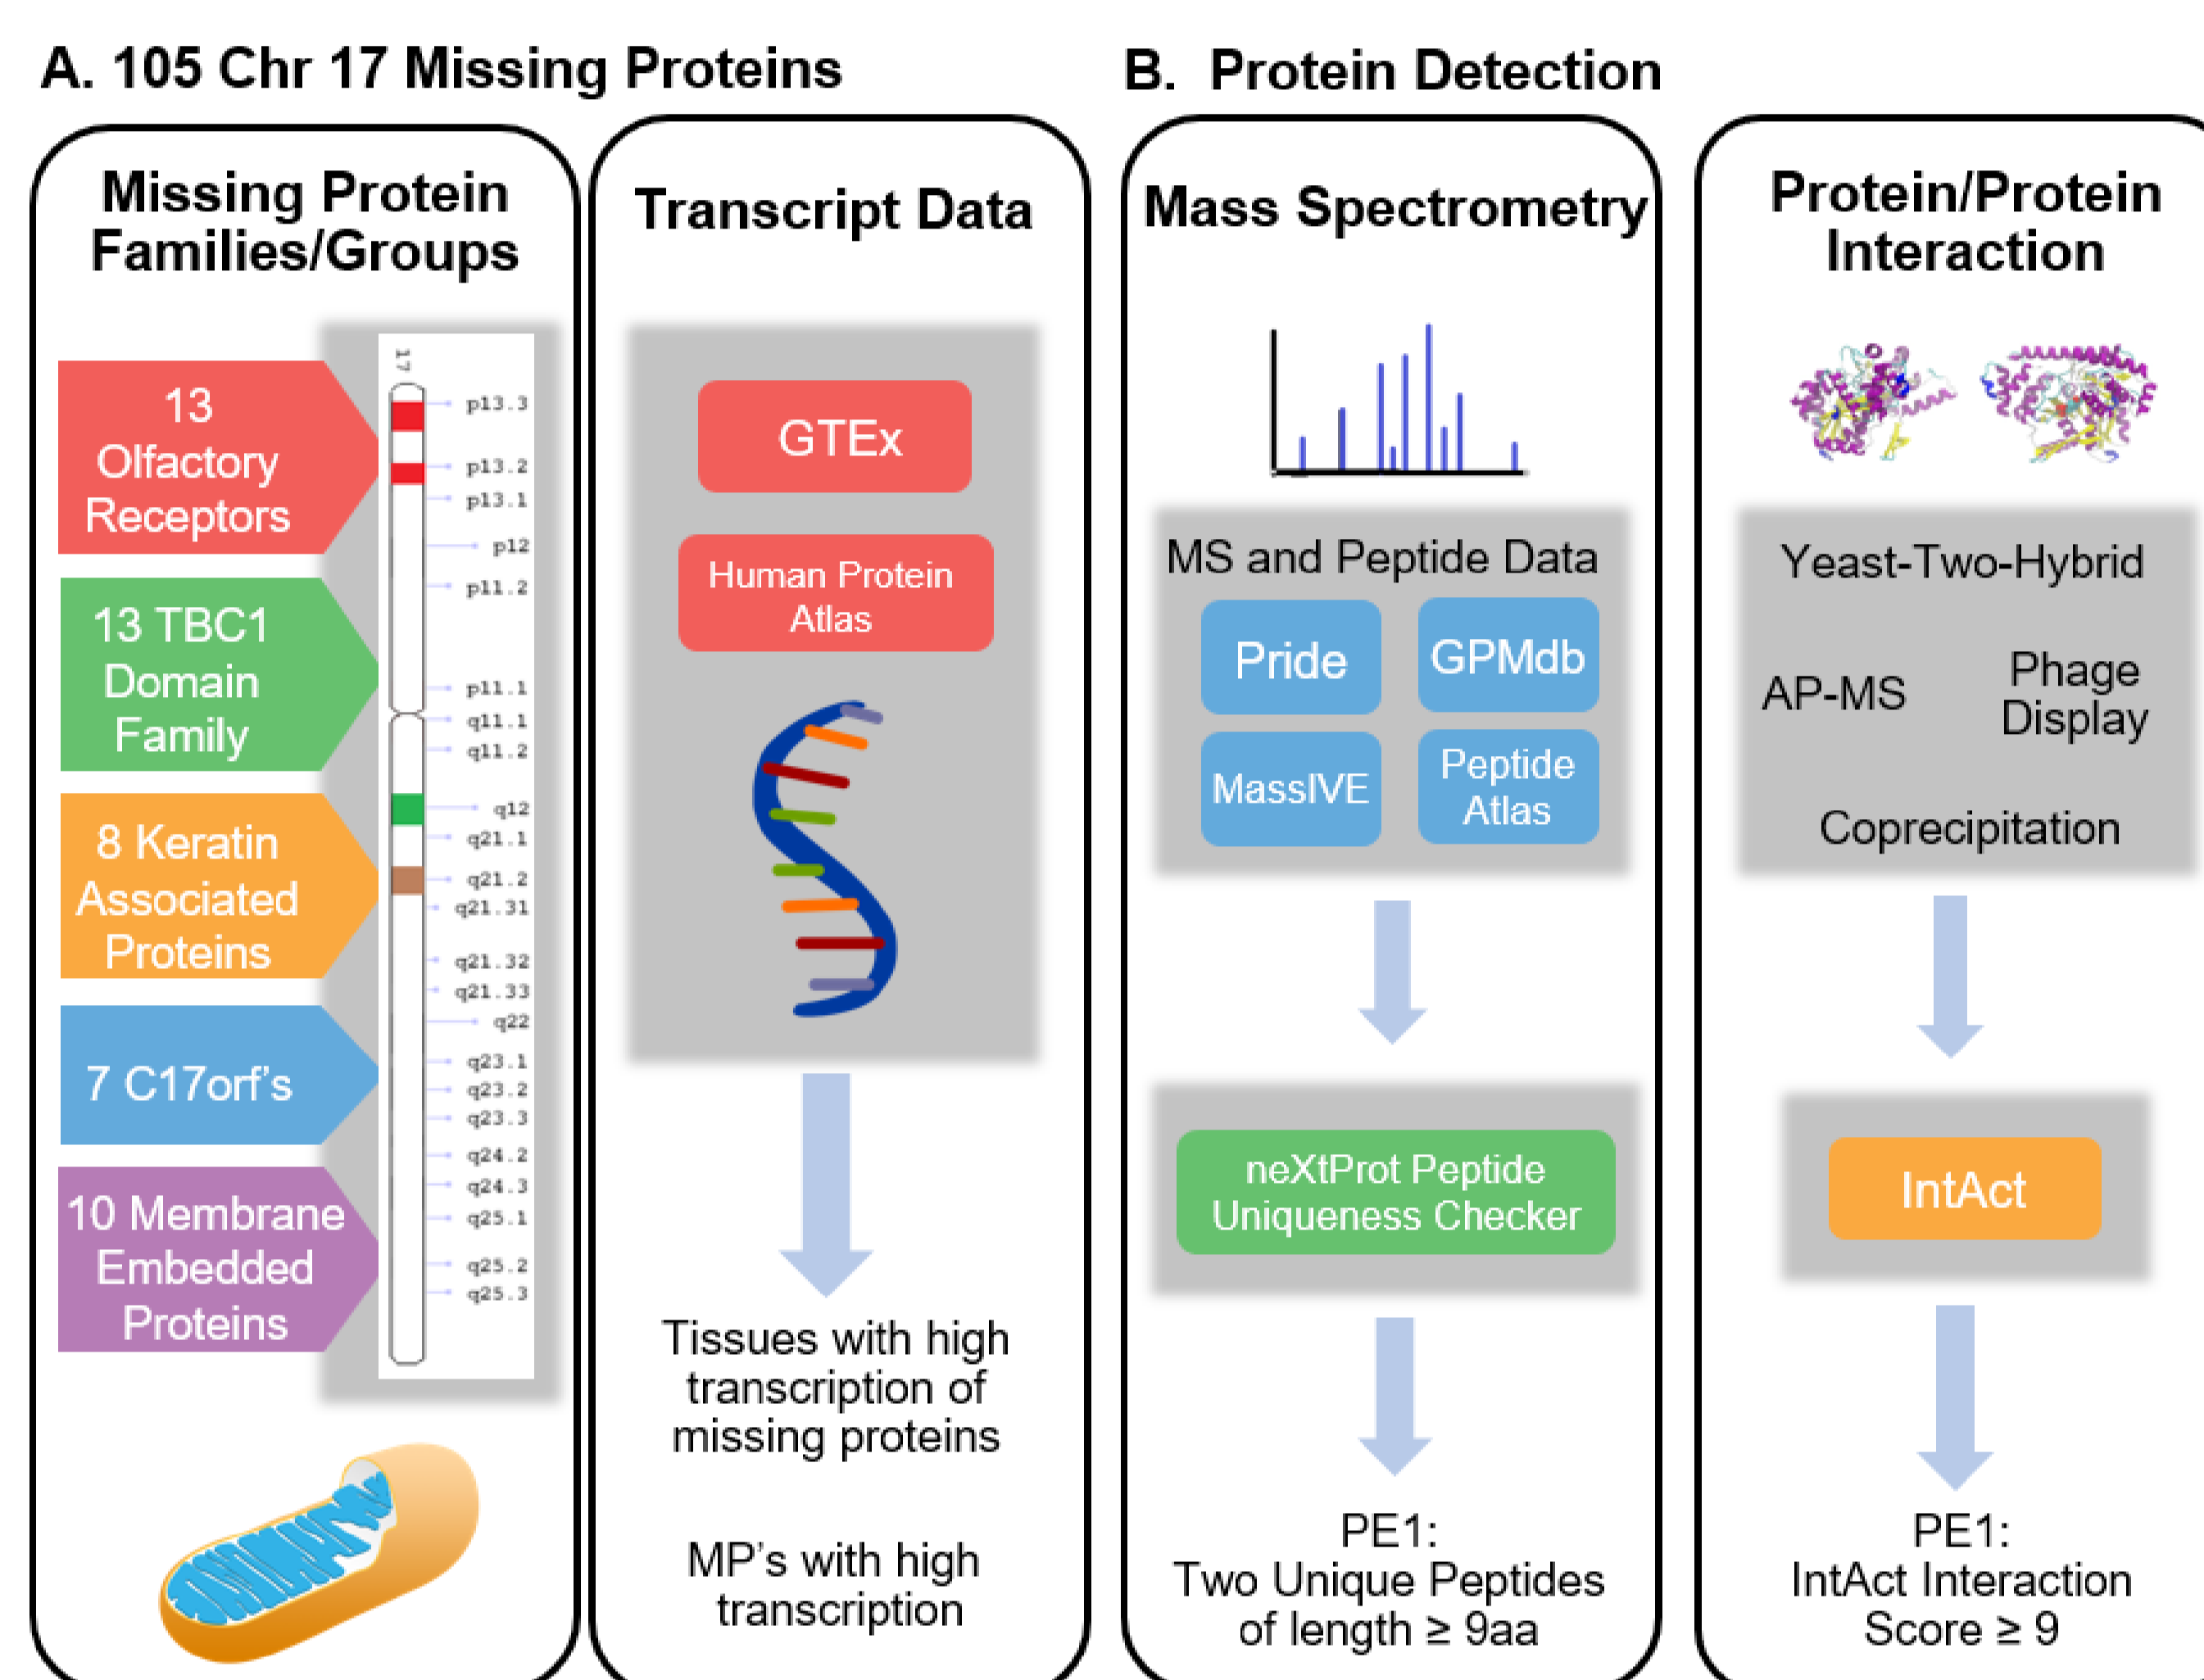 A. 105 Chr 17 Missing Proteins
Missing Protein
Families/Groups
13
Olfactory
Receptors
13 TBC1
Domain
Family
8 Keratin
Associated
Proteins
7 C17orf's
10 Membrane
Embedded
Proteins
17
p13.3
p13.2
p13.1
p12
p11.2
p11.1
q11.1
q11.2
q12
q21.1
q21.2
q21.31
q21.32
q21.33
q22
q23.1
q23.2
q23.3
q24.2
q24.3
q25.1
q25.2
q25.3
Transcript Data
GTEx
Human Protein
Atlas
Tissues with high
transcription of
missing proteins
MP's with high
transcription
B. Protein Detection
Mass Spectrometry
MS and Peptide Data
Pride
GPMdb
MassIVE
Peptide
Atlas
neXtProt Peptide
Uniqueness Checker
PE1:
Two Unique Peptides
of length ≥ 9aa
Protein/Protein
Interaction
Yeast-Two-Hybrid
AP-MS
Phage
Display
Coprecipitation
IntAct
PE1:
IntAct Interaction
Score ≥ 9